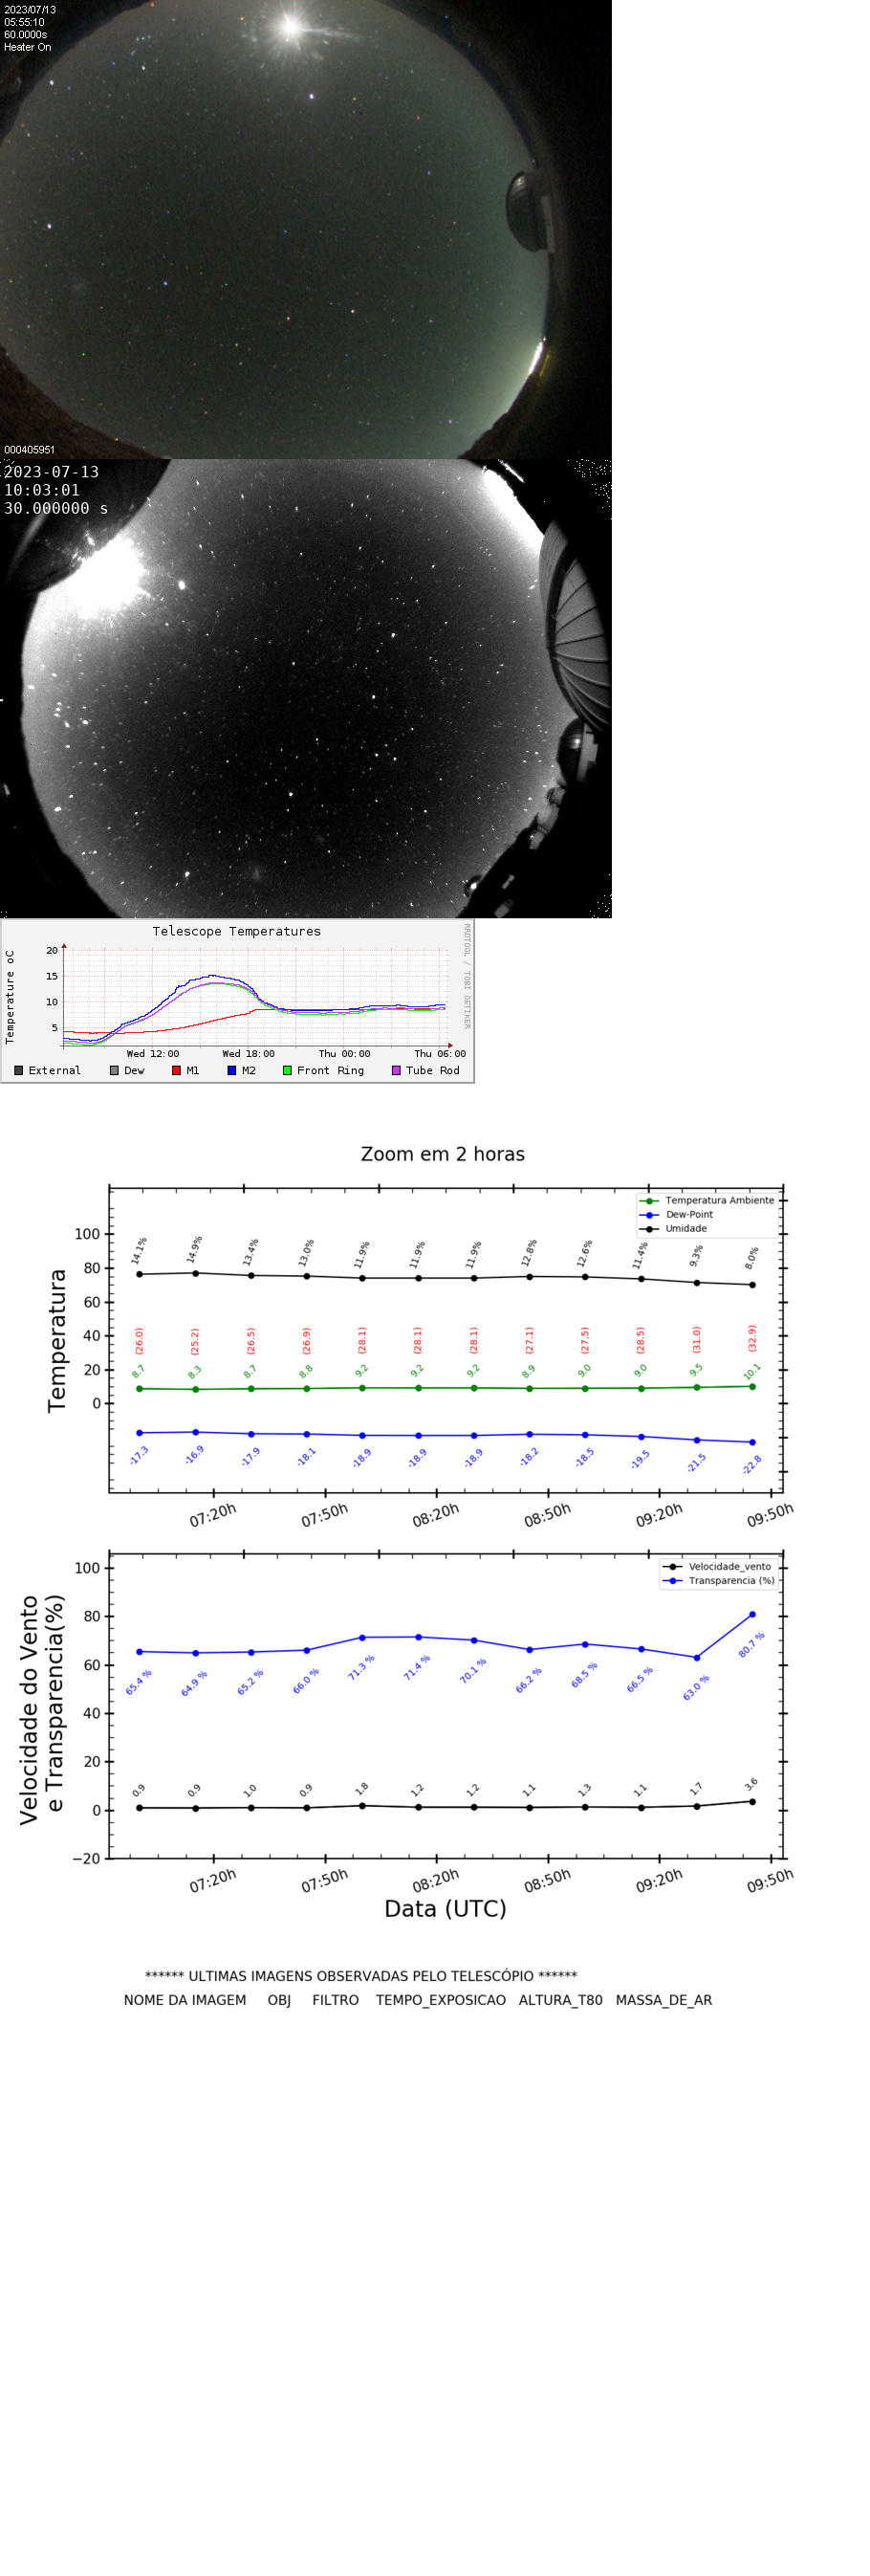 2023/07/13
05:55:10
60.0000s
Heater On
000405951
2023-07-13
10:03:01
30.000000 s
Telescope Temperatures
RRDTOOL / TOBI OETIKER
Temperature oC
20
15
10
5
Wed 12:00 Wed 18:00 Thu 00:00 Thu 06:00
External Dew M1 M2 Front Ring Tube Rod
Zoom em 2 horas
Temperatura Ambiente
Dew-Point
Umidade
Temperatura
100
80
60
40
20
0
14.1% 14.9% 13.4% 13.0% 11.9% 11.9% 11.9% 12.8% 12.6% 11.4% 9.3% 8.0%
(26.0) (25.2) (26.5) (26.9) (28.1) (28.1) (28.1) (27.1) (27.5) (28.5) (31.0) (32.9)
8.7 8.3 8.7 8.8 9.2 9.2 9.2 8.9 9.0 9.0 9.5 10.1
-17.3 -16.9 -17.9 -18.1 -18.9 -18.9 -18.9 -18.2 -18.5 -19.5 -21.5 -22.8
07:20h 07:50h 08:20h 08:50h 09:20h 09:50h
Velocidade_vento
Transparencia (%)
Velocidade do Vento
e Transparencia(%)
100
80
60
40
20
0
−20
65.4 % 64.9 % 65.2 % 66.0 % 71.3 % 71.4 % 70.1 % 66.2 % 68.5 % 66.5 % 63.0 % 80.7 %
0.9 0.9 1.0 0.9 1.8 1.2 1.2 1.1 1.3 1.1 1.7 3.6
07:20h 07:50h 08:20h 08:50h 09:20h 09:50h
Data (UTC)
****** ULTIMAS IMAGENS OBSERVADAS PELO TELESCÓPIO ******
NOME DA IMAGEM OBJ FILTRO TEMPO_EXPOSICAO ALTURA_T80 MASSA_DE_AR